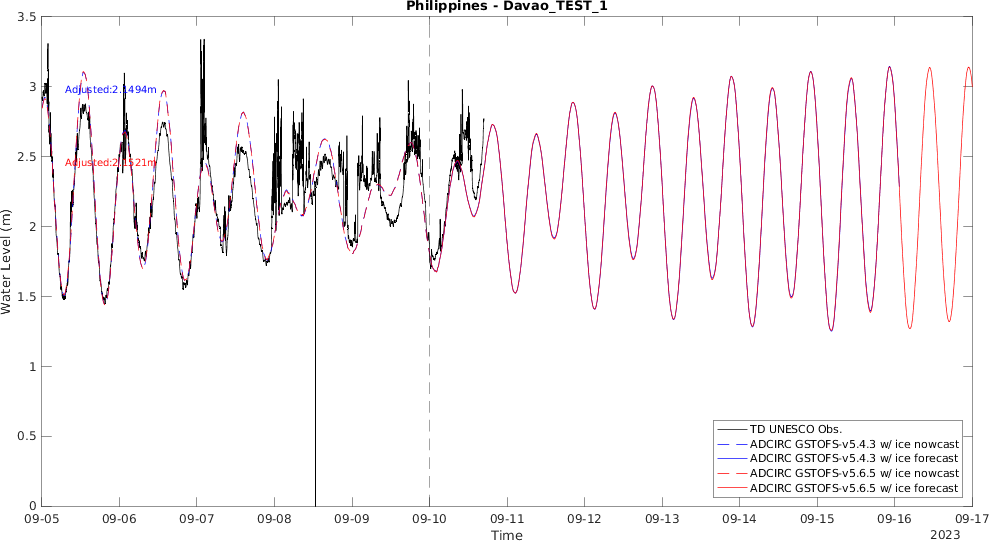 Philippines - Davao_TEST_1
3.5
3
2.5
2
1.5
1
0.5
0
Water Level (m)
Adjusted:2.1494m
Adjusted:2.1521m
TD UNESCO Obs.
ADCIRC GSTOFS-v5.4.3 w/ ice nowcast
ADCIRC GSTOFS-v5.4.3 w/ ice forecast
ADCIRC GSTOFS-v5.6.5 w/ ice nowcast
ADCIRC GSTOFS-v5.6.5 w/ ice forecast
09-05 09-06 09-07 09-08 09-09 09-10 09-11 09-12 09-13 09-14 09-15 09-16 09-17
Time
2023